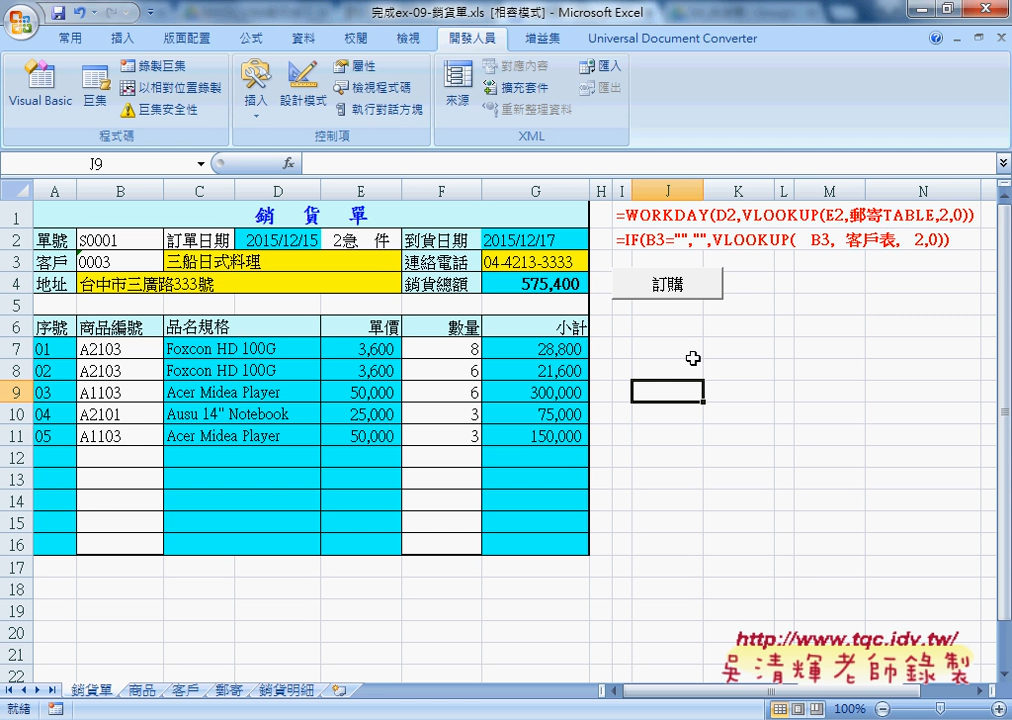 完成ex-09-銷貨單.xls [相容模式] - Microsoft Excel
常用 插入 版面配置 公式 資料 校閱 檢視 開發人員 增益集 Universal Document Converter
Visual Basic 巨集 錄製巨集 以相對位置錄製 巨集安全性 插入 設計模式 屬性 檢視程式碼 執行對話方塊 來源 對應內容 擴充套件 重新整理資料 匯入 匯出
程式碼 控制項 XML
J9 fx
A B C D E F G H I J K L M N
1 銷 貨 單 =WORKDAY(D2,VLOOKUP(E2,郵寄TABLE,2,0))
2 單號 S0001 訂單日期 2015/12/15 2急 件 到貨日期 2015/12/17 =IF(B3="","",VLOOKUP( B3, 客戶表, 2,0))
3 客戶 0003 三船日式料理 連絡電話 04-4213-3333
4 地址 台中市三廣路333號 銷貨總額 575,400 訂購
5
6 序號 商品編號 品名規格 單價 數量 小計
7 01 A2103 Foxcon HD 100G 3,600 8 28,800
8 02 A2103 Foxcon HD 100G 3,600 6 21,600
9 03 A1103 Acer Midea Player 50,000 6 300,000
10 04 A2101 Ausu 14" Notebook 25,000 3 75,000
11 05 A1103 Acer Midea Player 50,000 3 150,000
12
13
14
15
16
17
18
19
20
21
22
http://www.tqc.idv.tw/
吳清輝老師錄製
銷貨單 商品 客戶 郵寄 銷貨明細
就緒 100%